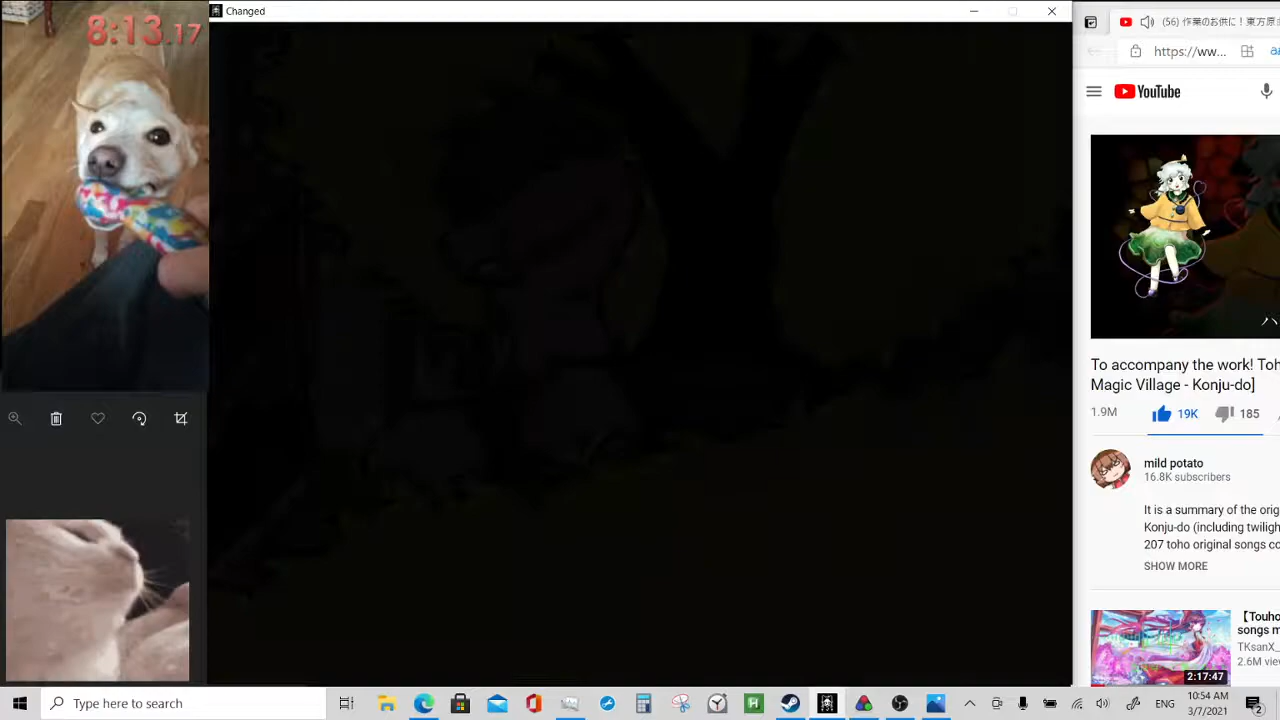 8:13.17
Changed
(56) 作業のお供に！東方原
https://ww...
YouTube
To accompany the work! Toh
Magic Village - Konju-do]
1.9M
19K
185
mild potato
16.8K subscribers
It is a summary of the orig
Konju-do (including twiligh
207 toho original songs co
SHOW MORE
【Touho
songs m
TKsanX_
2.6M vie
2:17:47
Type here to search
ENG
10:54 AM
3/7/2021
2